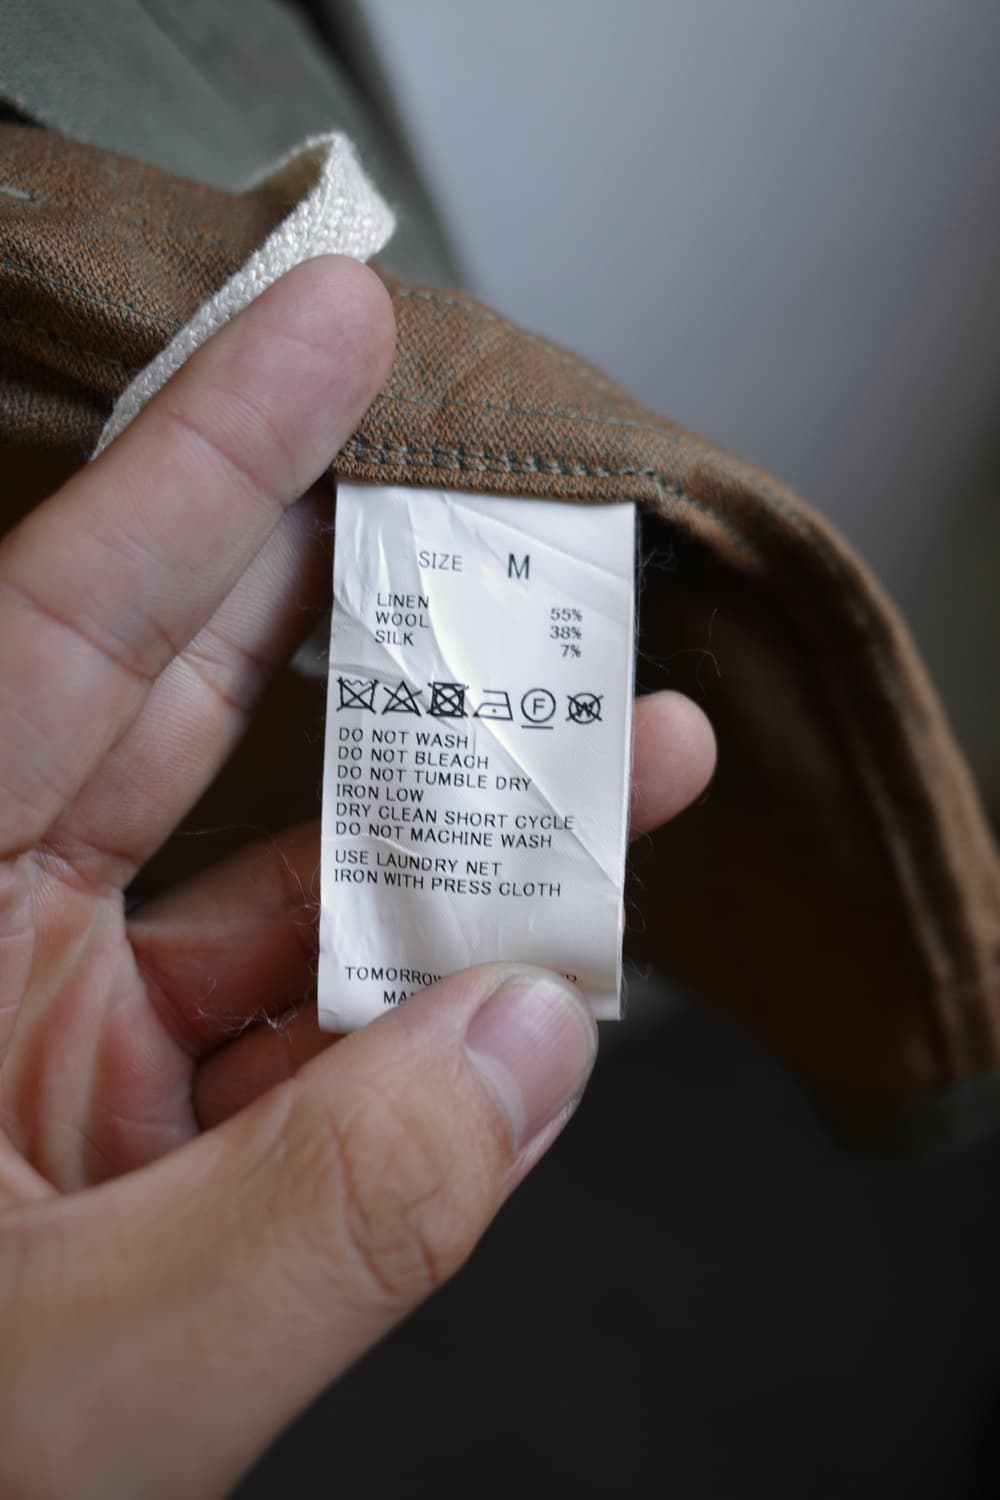 SIZE M
LINEN 55%
WOOL 38%
SILK 7%
F W
DO NOT WASH
DO NOT BLEACH
DO NOT TUMBLE DRY
IRON LOW
DRY CLEAN SHORT CYCLE
DO NOT MACHINE WASH
USE LAUNDRY NET
IRON WITH PRESS CLOTH